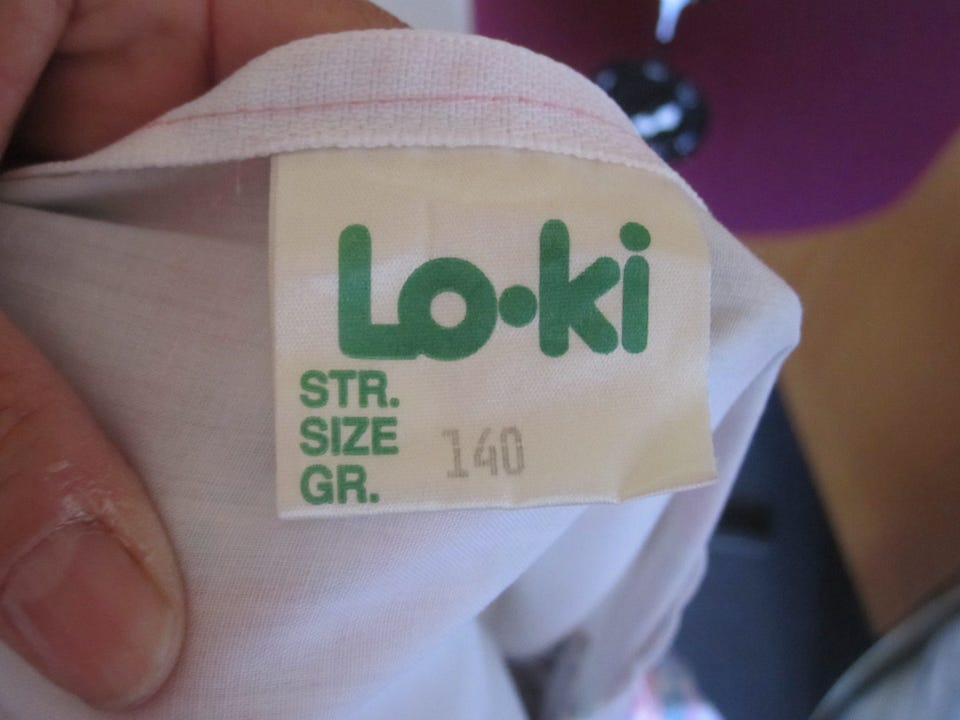 Lo·ki
STR.
SIZE 140
GR.